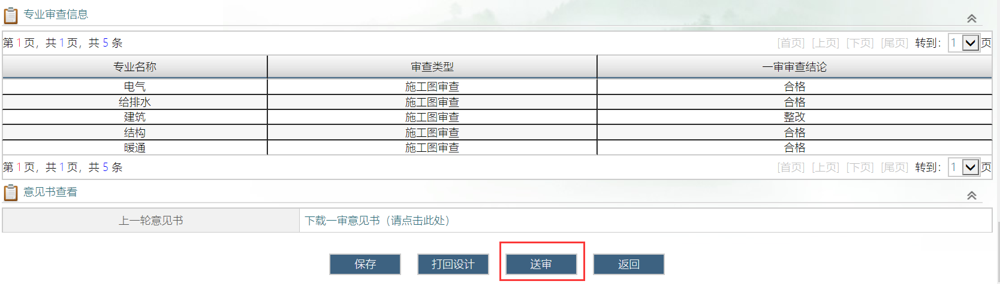 专业审查信息
第 1 页，共 1 页，共 5 条 [首页] [上页] [下页] [尾页] 转到： 1 页
专业名称 审查类型 一审审查结论
电气 施工图审查 合格
给排水 施工图审查 合格
建筑 施工图审查 整改
结构 施工图审查 合格
暖通 施工图审查 合格
第 1 页，共 1 页，共 5 条 [首页] [上页] [下页] [尾页] 转到： 1 页
意见书查看
上一轮意见书 下载一审意见书（请点击此处）
保存 打回设计 送审 返回